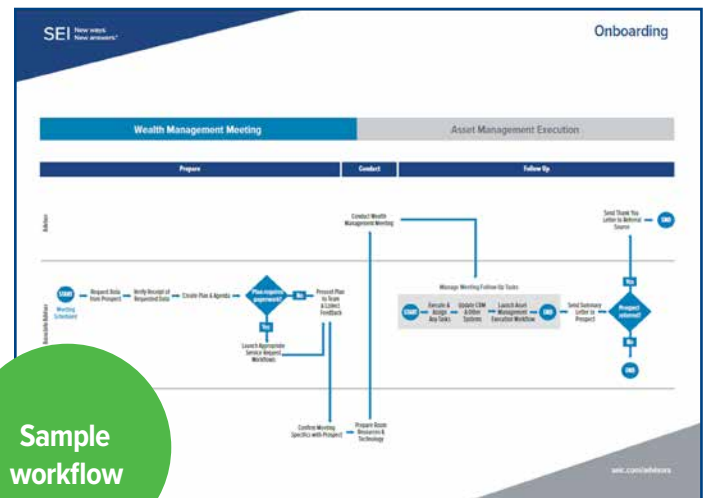 SEI New ways.
New answers.®
Onboarding
Wealth Management Meeting
Asset Management Execution
Prepare
Conduct
Follow Up
Advisor
Send Thank You
Letter to Referral
Source
END
Conduct Wealth
Management Meeting
Associate Advisor
START
Meeting
Scheduled
Request Data
from Prospect
Verify Receipt of
Requested Data
Create Plan & Agenda
Plan requires
paperwork?
No
Present Plan
to Team
& Collect
Feedback
Yes
Launch Appropriate
Service Request
Workflows
Manage Meeting Follow-Up Tasks
START
Execute &
Assign
Any Tasks
Update CRM
& Other
Systems
Launch Asset
Management
Execution Workflow
END
Send Summary
Letter to
Prospect
Yes
Prospect
referred?
No
END
Confirm Meeting
Specifics with Prospect
Prepare Room
Resources &
Technology
Sample
workflow
seic.com/advisors